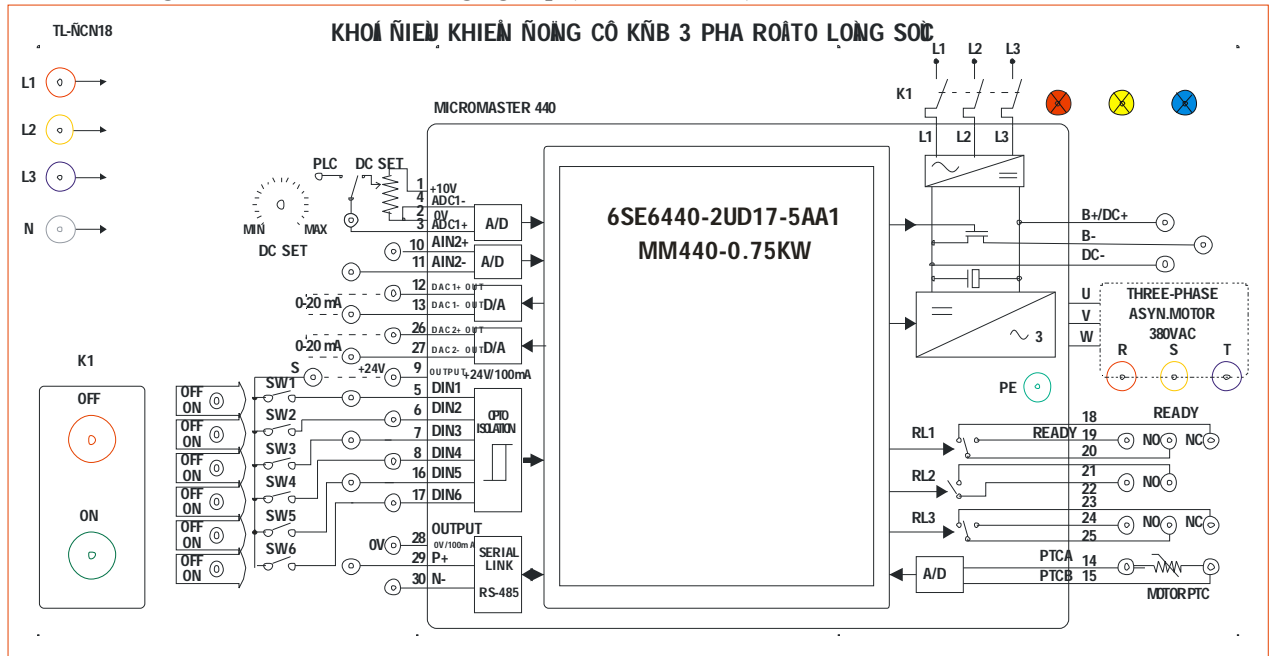 TL-ÑCN18
KHOÁI ÑIEÀU KHIEÅN ÑOÄNG CÔ KÑB 3 PHA ROÂTO LOÀNG SOÙC
L1 L2 L3
L1
L2
L3
N
K1
MICROMASTER 440
L1 L2 L3
PLC DC SET
MIN MAX
DC SET
1 +10V
4 ADC1-
2 0V
3 ADC1+
A/D
10 AIN2+
11 AIN2-
A/D
12 DAC1+ OUT
0-20 mA
13 DAC1- OUT
D/A
26 DAC2+ OUT
0-20 mA
27 DAC2- OUT
D/A
S +24V 9 OUTPUT +24V/100mA
6SE6440-2UD17-5AA1
MM440-0.75KW
B+/DC+
B-
DC-
U
V
W
3
THREE-PHASE
ASYN.MOTOR
380VAC
R S T
PE
K1
OFF
ON
OFF
ON
SW1
OFF
ON
SW2
OFF
ON
SW3
OFF
ON
SW4
OFF
ON
SW5
OFF
ON
SW6
5 DIN1
6 DIN2
7 DIN3
8 DIN4
16 DIN5
17 DIN6
OPTO
ISOLATION
OUTPUT
0V 28 0V/100mA
29 P+
30 N-
SERIAL
LINK
RS-485
RL1
18 READY
READY 19 NO NC
20
RL2
21
22 NO
RL3
23
24 NO NC
25
A/D
PTCA 14
PTCB 15
MOTOR PTC